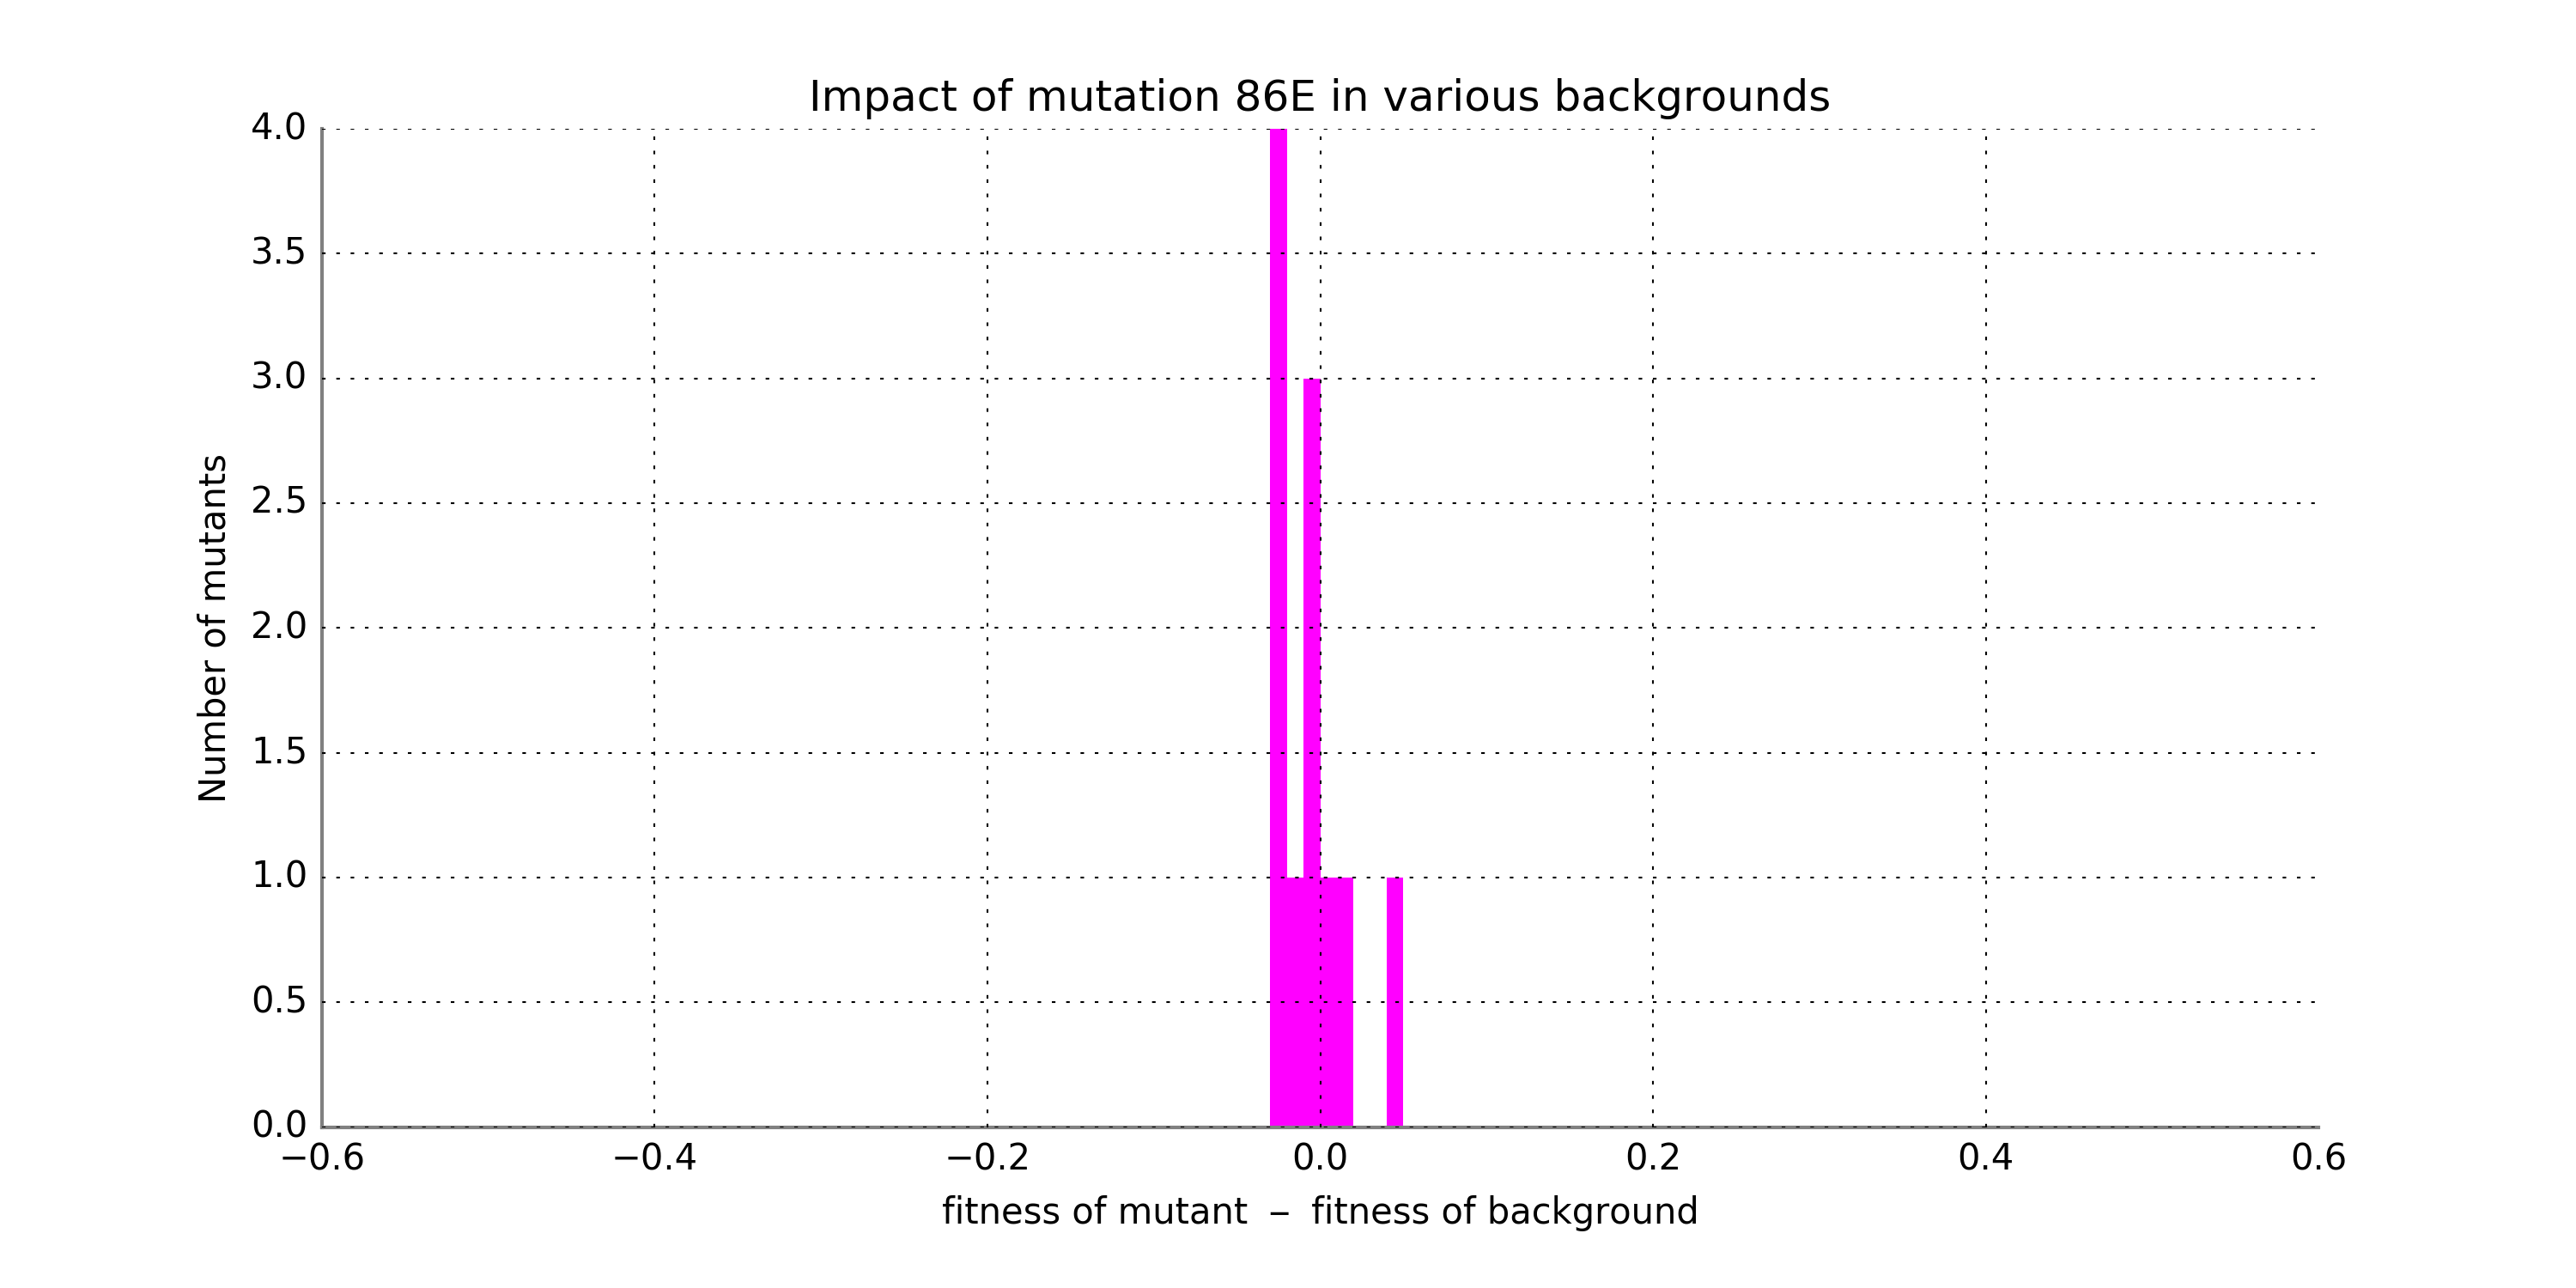 Impact of mutation 86E in various backgrounds
4.0
3.5
3.0
2.5
2.0
1.5
1.0
0.5
0.0
Number of mutants
−0.6 −0.4 −0.2 0.0 0.2 0.4 0.6
fitness of mutant − fitness of background